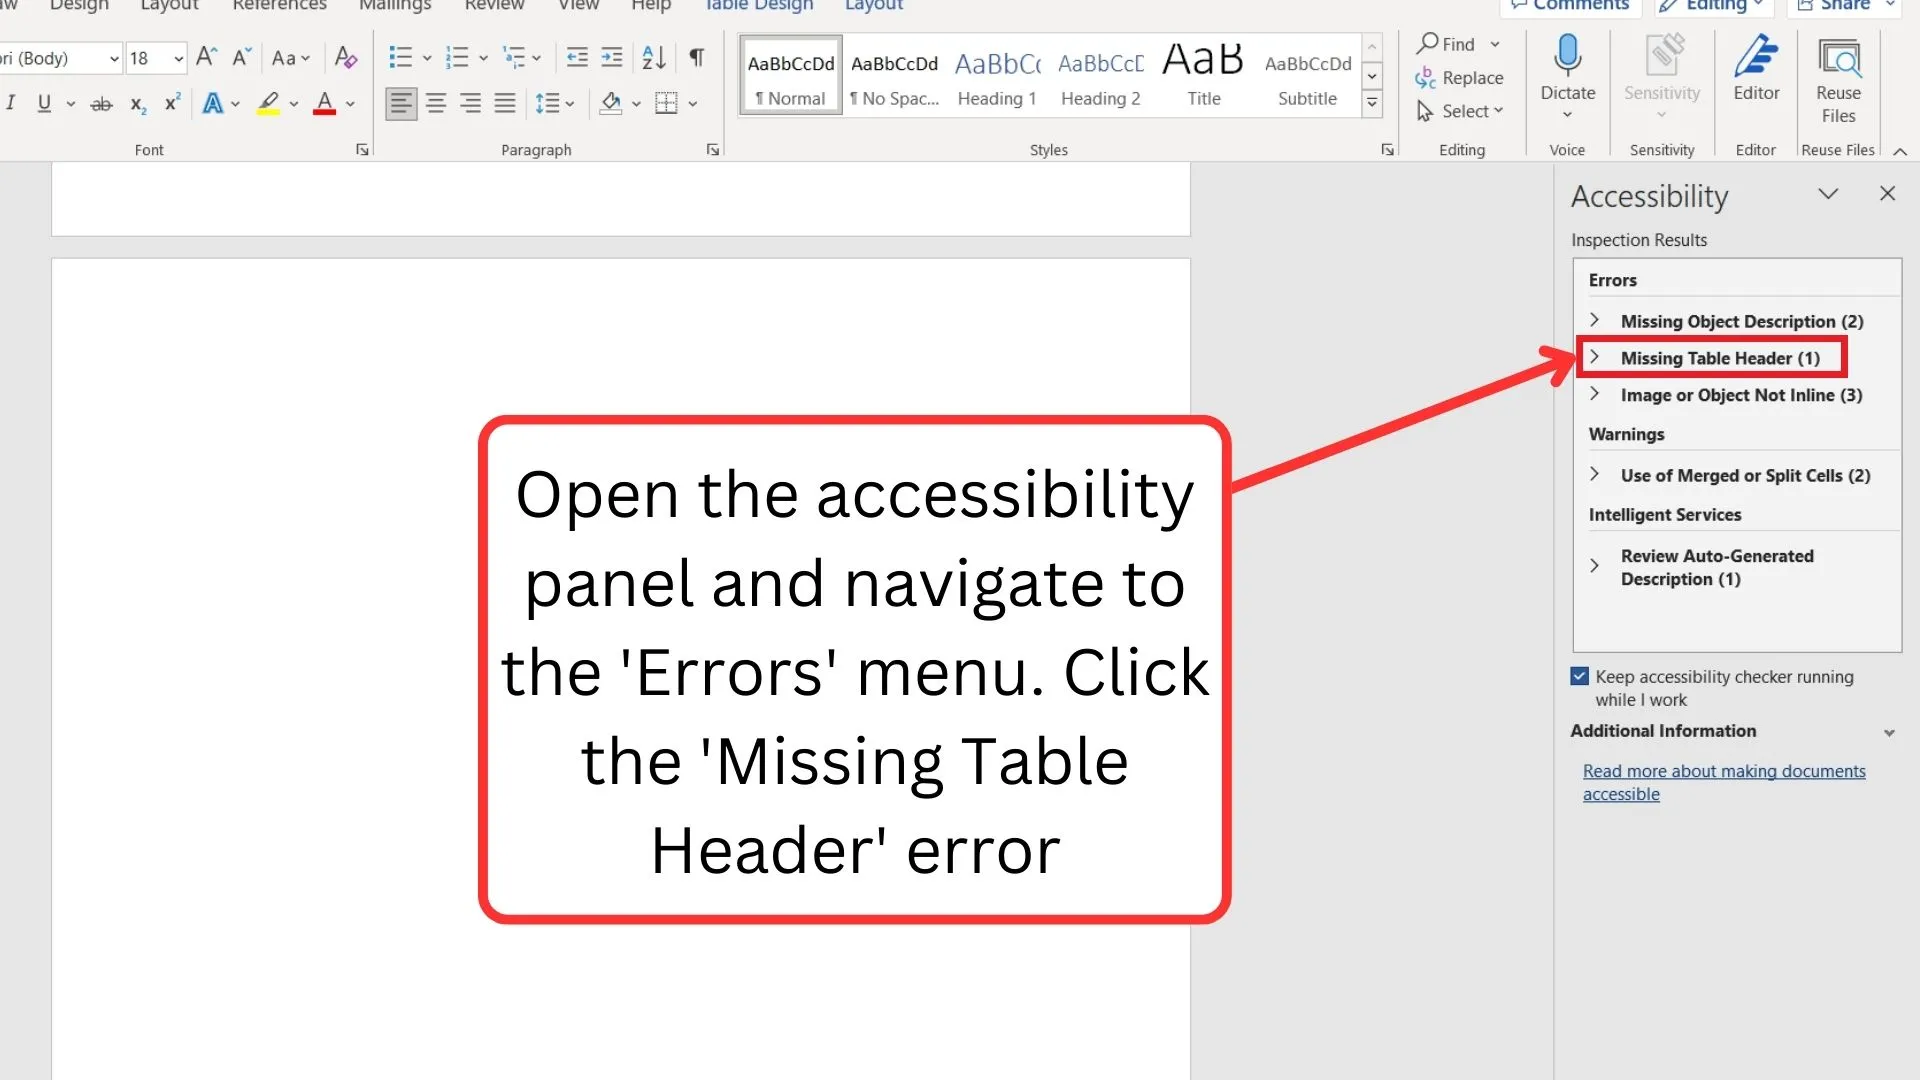 Design Layout References Mailings Review View Help Table Design Layout Comments Editing Share
(Body) 18 Aa
AaBbCcDd AaBbCcDd AaBbC AaBbCcD AaB AaBbCcDd
¶ Normal ¶ No Spac... Heading 1 Heading 2 Title Subtitle
Find
Replace
Select
Dictate
Sensitivity
Editor
Reuse
Files
Font Paragraph Styles Editing Voice Sensitivity Editor Reuse Files
Accessibility
Inspection Results
Errors
Missing Object Description (2)
Missing Table Header (1)
Image or Object Not Inline (3)
Warnings
Use of Merged or Split Cells (2)
Intelligent Services
Review Auto-Generated
Description (1)
Keep accessibility checker running
while I work
Additional Information
Read more about making documents
accessible
Open the accessibility
panel and navigate to
the 'Errors' menu. Click
the 'Missing Table
Header' error